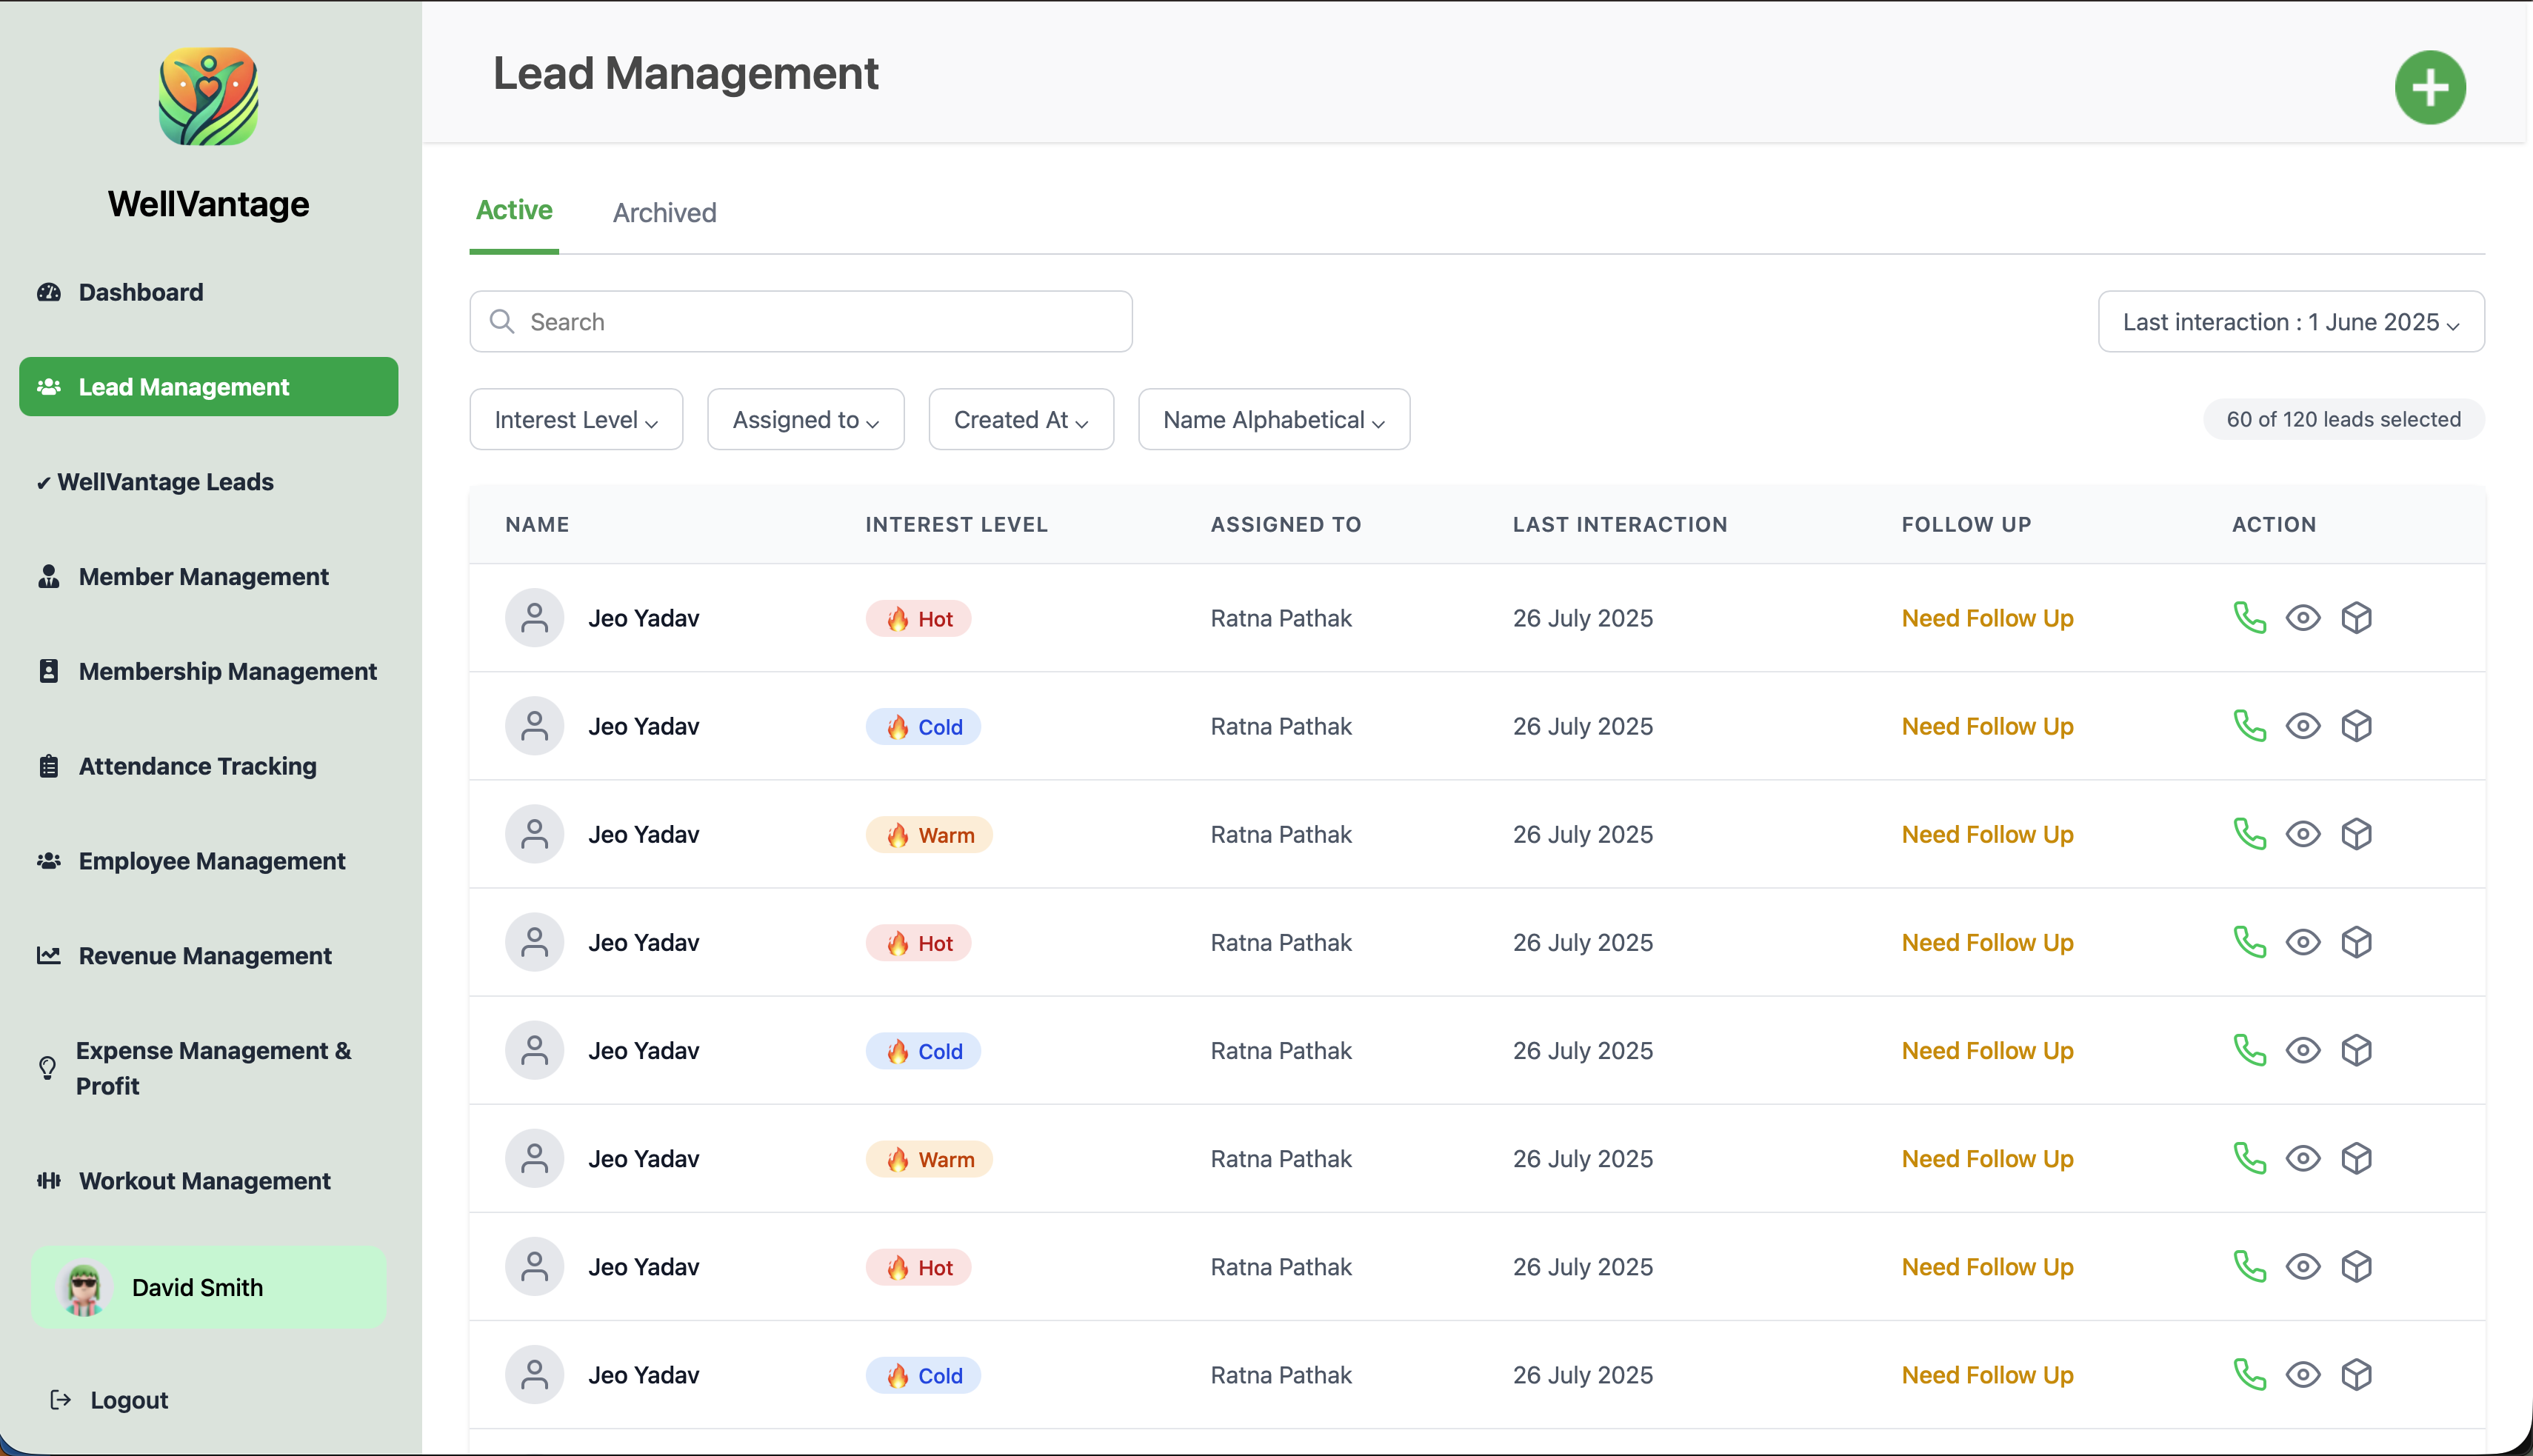 WellVantage
Dashboard
Lead Management
✔ WellVantage Leads
Member Management
Membership Management
Attendance Tracking
Employee Management
Revenue Management
Expense Management &
Profit
Workout Management
David Smith
Logout
Lead Management
Active Archived
Search
Last interaction : 1 June 2025
Interest Level Assigned to Created At Name Alphabetical
60 of 120 leads selected
NAME INTEREST LEVEL ASSIGNED TO LAST INTERACTION FOLLOW UP ACTION
Jeo Yadav 🔥 Hot Ratna Pathak 26 July 2025 Need Follow Up
Jeo Yadav 🔥 Cold Ratna Pathak 26 July 2025 Need Follow Up
Jeo Yadav 🔥 Warm Ratna Pathak 26 July 2025 Need Follow Up
Jeo Yadav 🔥 Hot Ratna Pathak 26 July 2025 Need Follow Up
Jeo Yadav 🔥 Cold Ratna Pathak 26 July 2025 Need Follow Up
Jeo Yadav 🔥 Warm Ratna Pathak 26 July 2025 Need Follow Up
Jeo Yadav 🔥 Hot Ratna Pathak 26 July 2025 Need Follow Up
Jeo Yadav 🔥 Cold Ratna Pathak 26 July 2025 Need Follow Up